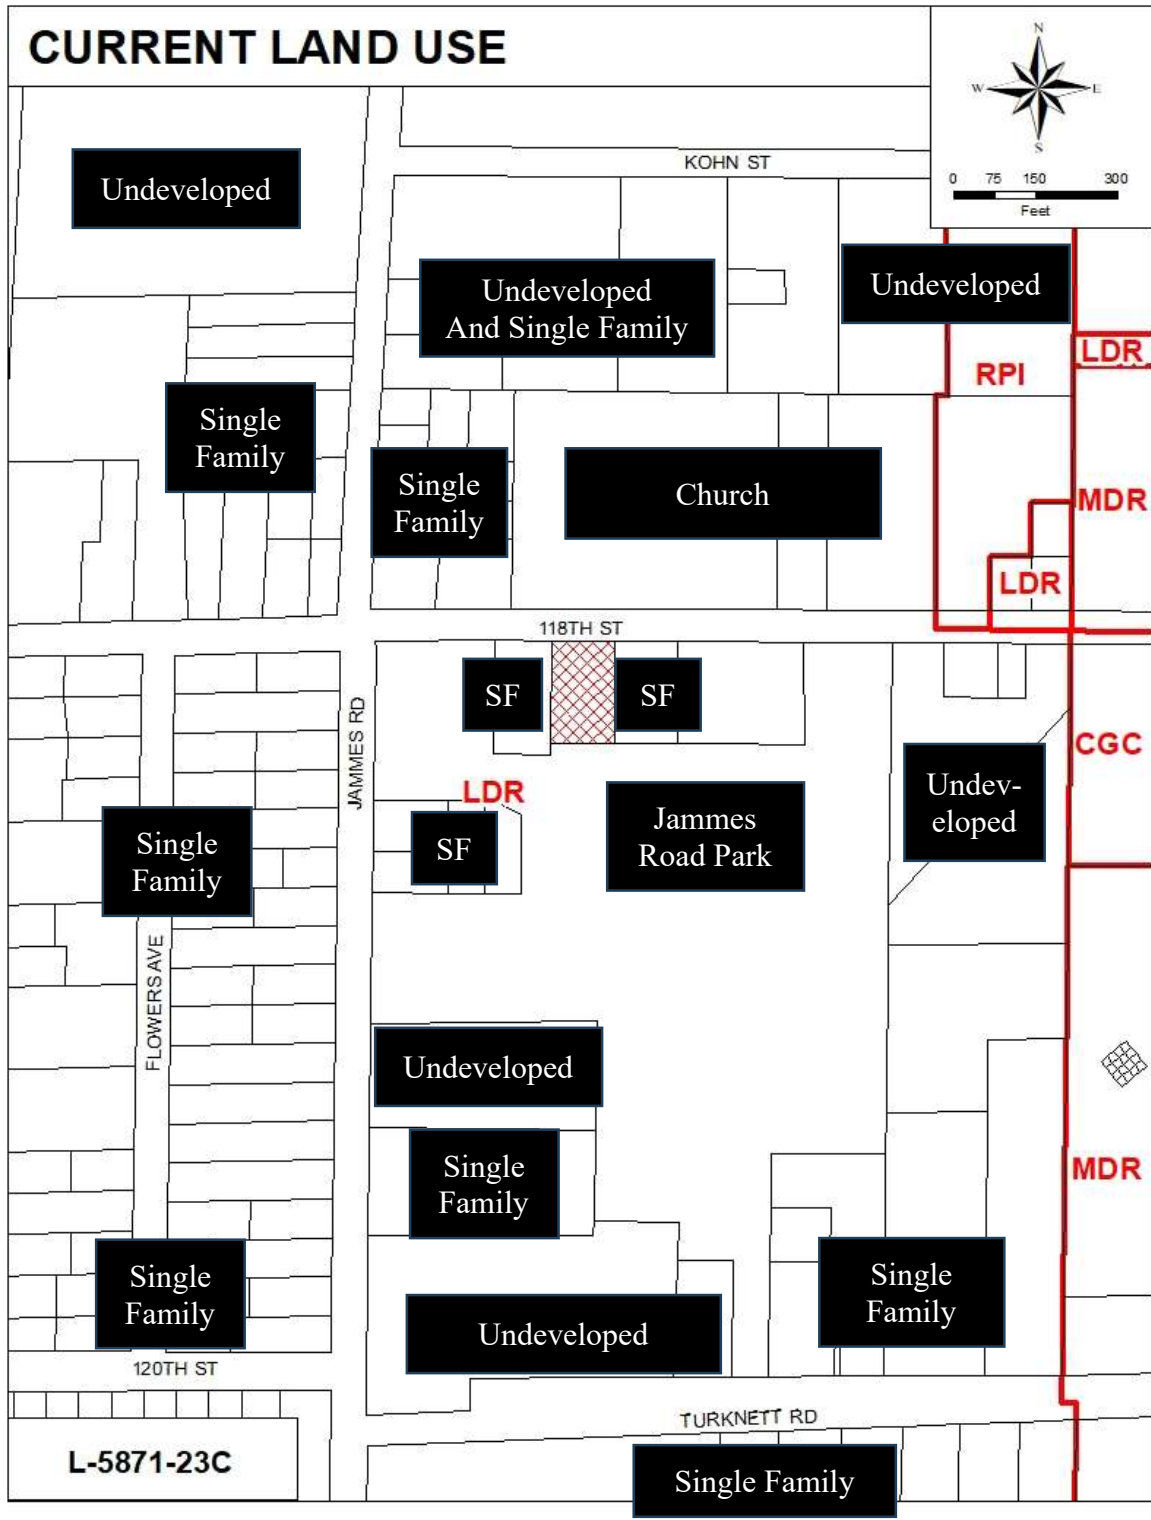 CURRENT LAND USE
N
W E
S
0 75 150 300
Feet
KOHN ST
Undeveloped
Undeveloped
And Single Family
Undeveloped
LDR
RPI
Single
Family
Single
Family
Church
MDR
LDR
118TH ST
SF
SF
JAMMES RD
CGC
LDR
Undev-
eloped
Single
Family
SF
Jammes
Road Park
FLOWERS AVE
Undeveloped
Single
Family
MDR
Single
Family
Single
Family
Undeveloped
120TH ST
TURKNETT RD
L-5871-23C
Single Family